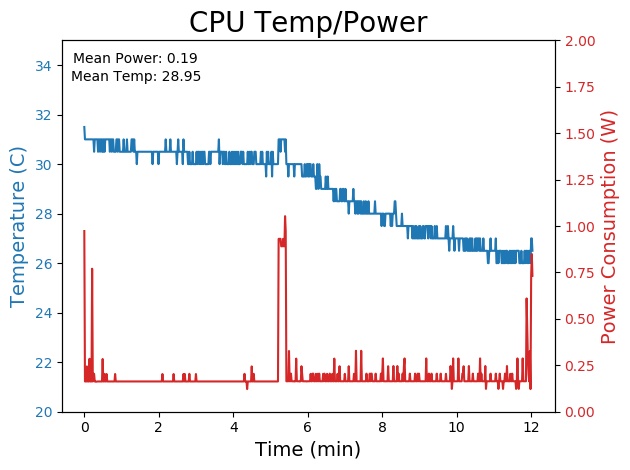 CPU Temp/Power
Mean Power: 0.19
Mean Temp: 28.95
34
32
30
28
26
24
22
20
Temperature (C)
2.00
1.75
1.50
1.25
1.00
0.75
0.50
0.25
0.00
Power Consumption (W)
0 2 4 6 8 10 12
Time (min)